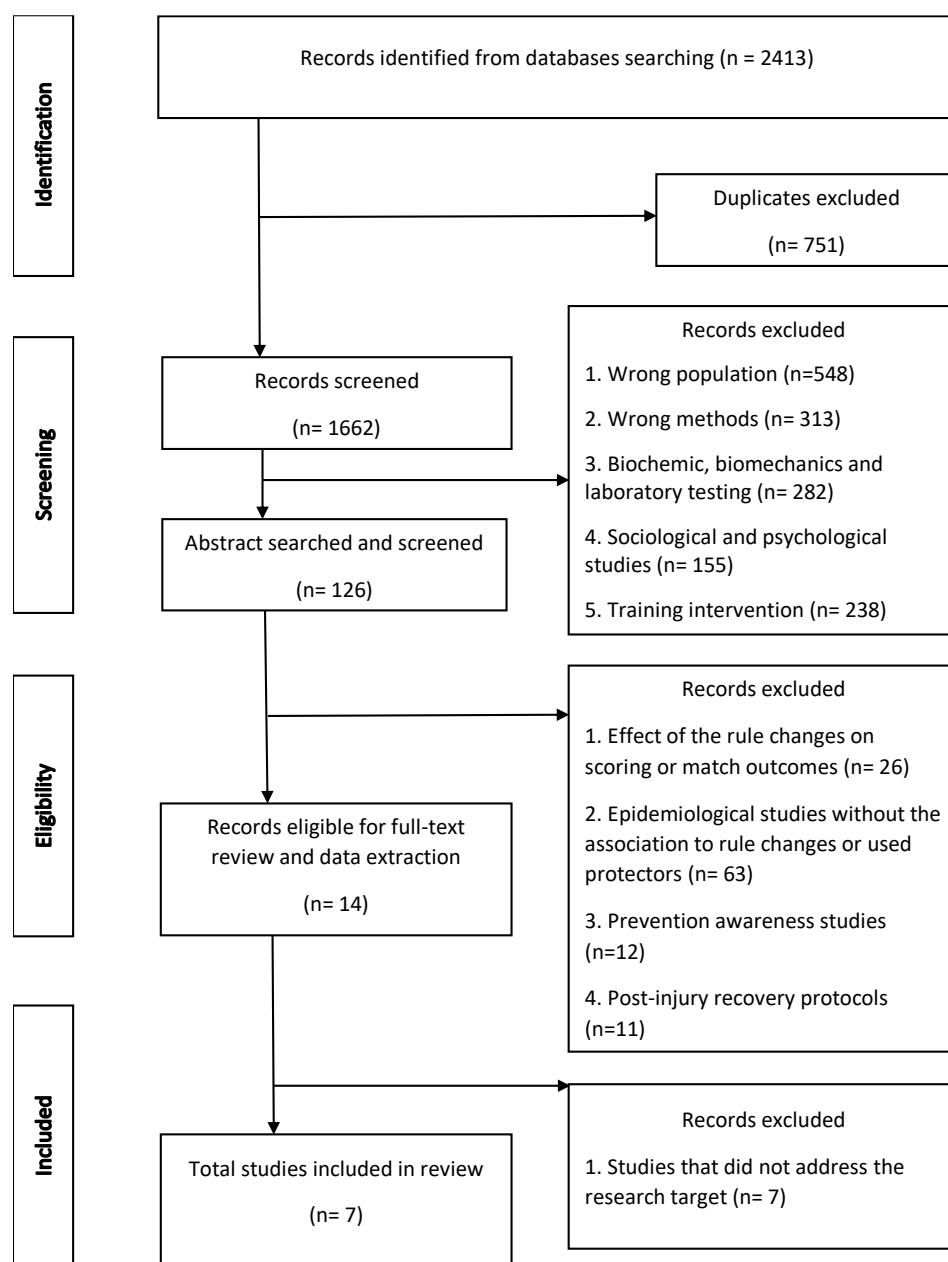 Identification
Records identified from databases searching (n = 2413)
Duplicates excluded
(n= 751)
Screening
Records screened
(n= 1662)
Records excluded
1. Wrong population (n=548)
2. Wrong methods (n= 313)
3. Biochemic, biomechanics and
laboratory testing (n= 282)
4. Sociological and psychological
studies (n= 155)
5. Training intervention (n= 238)
Abstract searched and screened
(n= 126)
Eligibility
Records excluded
1. Effect of the rule changes on
scoring or match outcomes (n= 26)
2. Epidemiological studies without the
association to rule changes or used
protectors (n= 63)
3. Prevention awareness studies
(n=12)
4. Post-injury recovery protocols
(n=11)
Records eligible for full-text
review and data extraction
(n= 14)
Included
Records excluded
1. Studies that did not address the
research target (n= 7)
Total studies included in review
(n= 7)